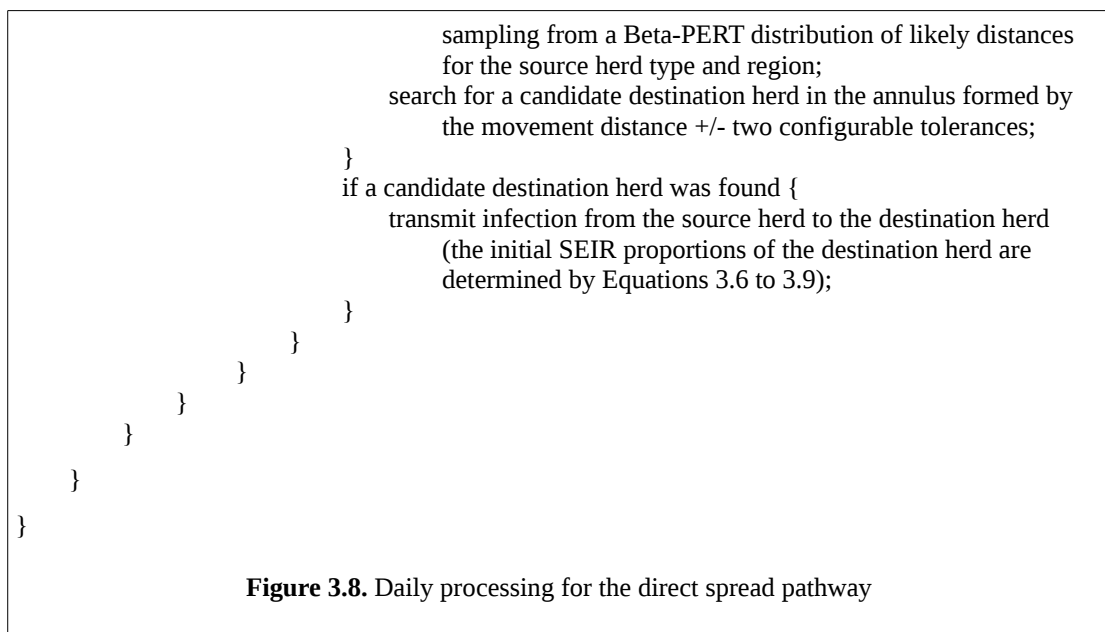 sampling from a Beta-PERT distribution of likely distances
for the source herd type and region;
search for a candidate destination herd in the annulus formed by
the movement distance +/- two configurable tolerances;
}
if a candidate destination herd was found {
transmit infection from the source herd to the destination herd
(the initial SEIR proportions of the destination herd are
determined by Equations 3.6 to 3.9);
}
}
}
}
}
}
}
Figure 3.8. Daily processing for the direct spread pathway